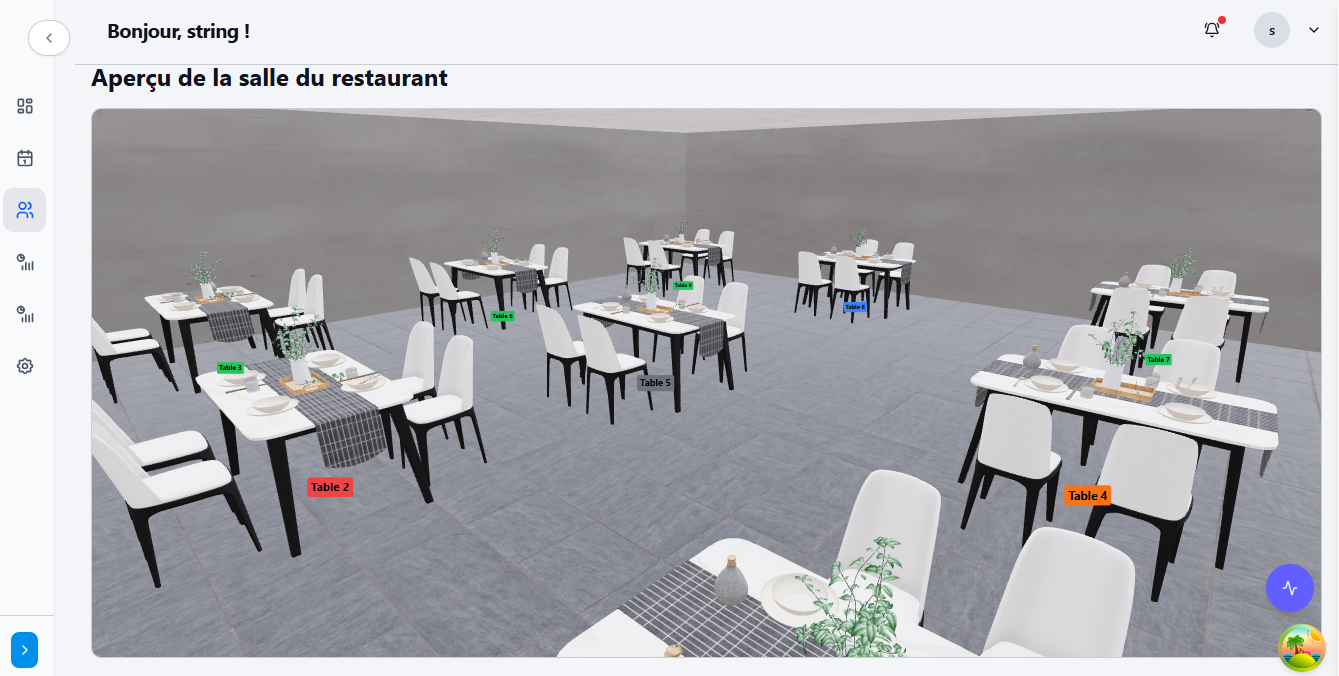 Bonjour, string !
s
Aperçu de la salle du restaurant
Table 9
Table 8
Table 6
Table 7
Table 3
Table 5
Table 2
Table 4